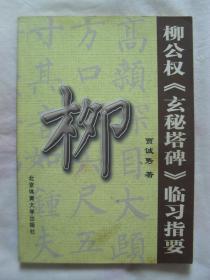 柳公权《玄秘塔碑》临习指要
柳
贾诚隽 著
北京体育大学出版社